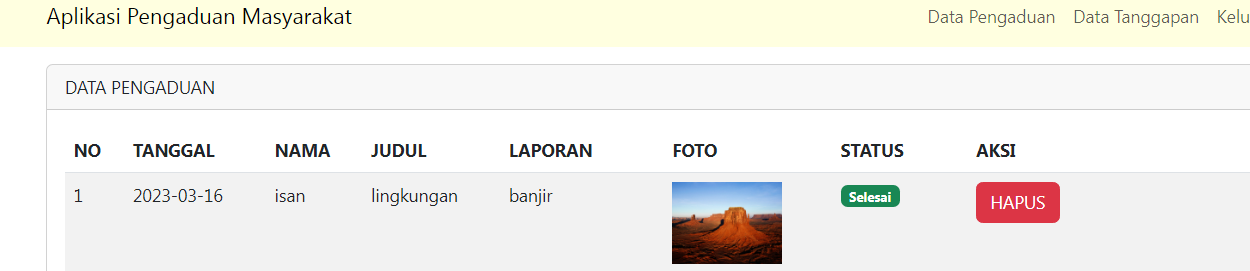 Aplikasi Pengaduan Masyarakat Data Pengaduan Data Tanggapan Kelu
DATA PENGADUAN
NO TANGGAL NAMA JUDUL LAPORAN FOTO STATUS AKSI
1 2023-03-16 isan lingkungan banjir Selesai HAPUS